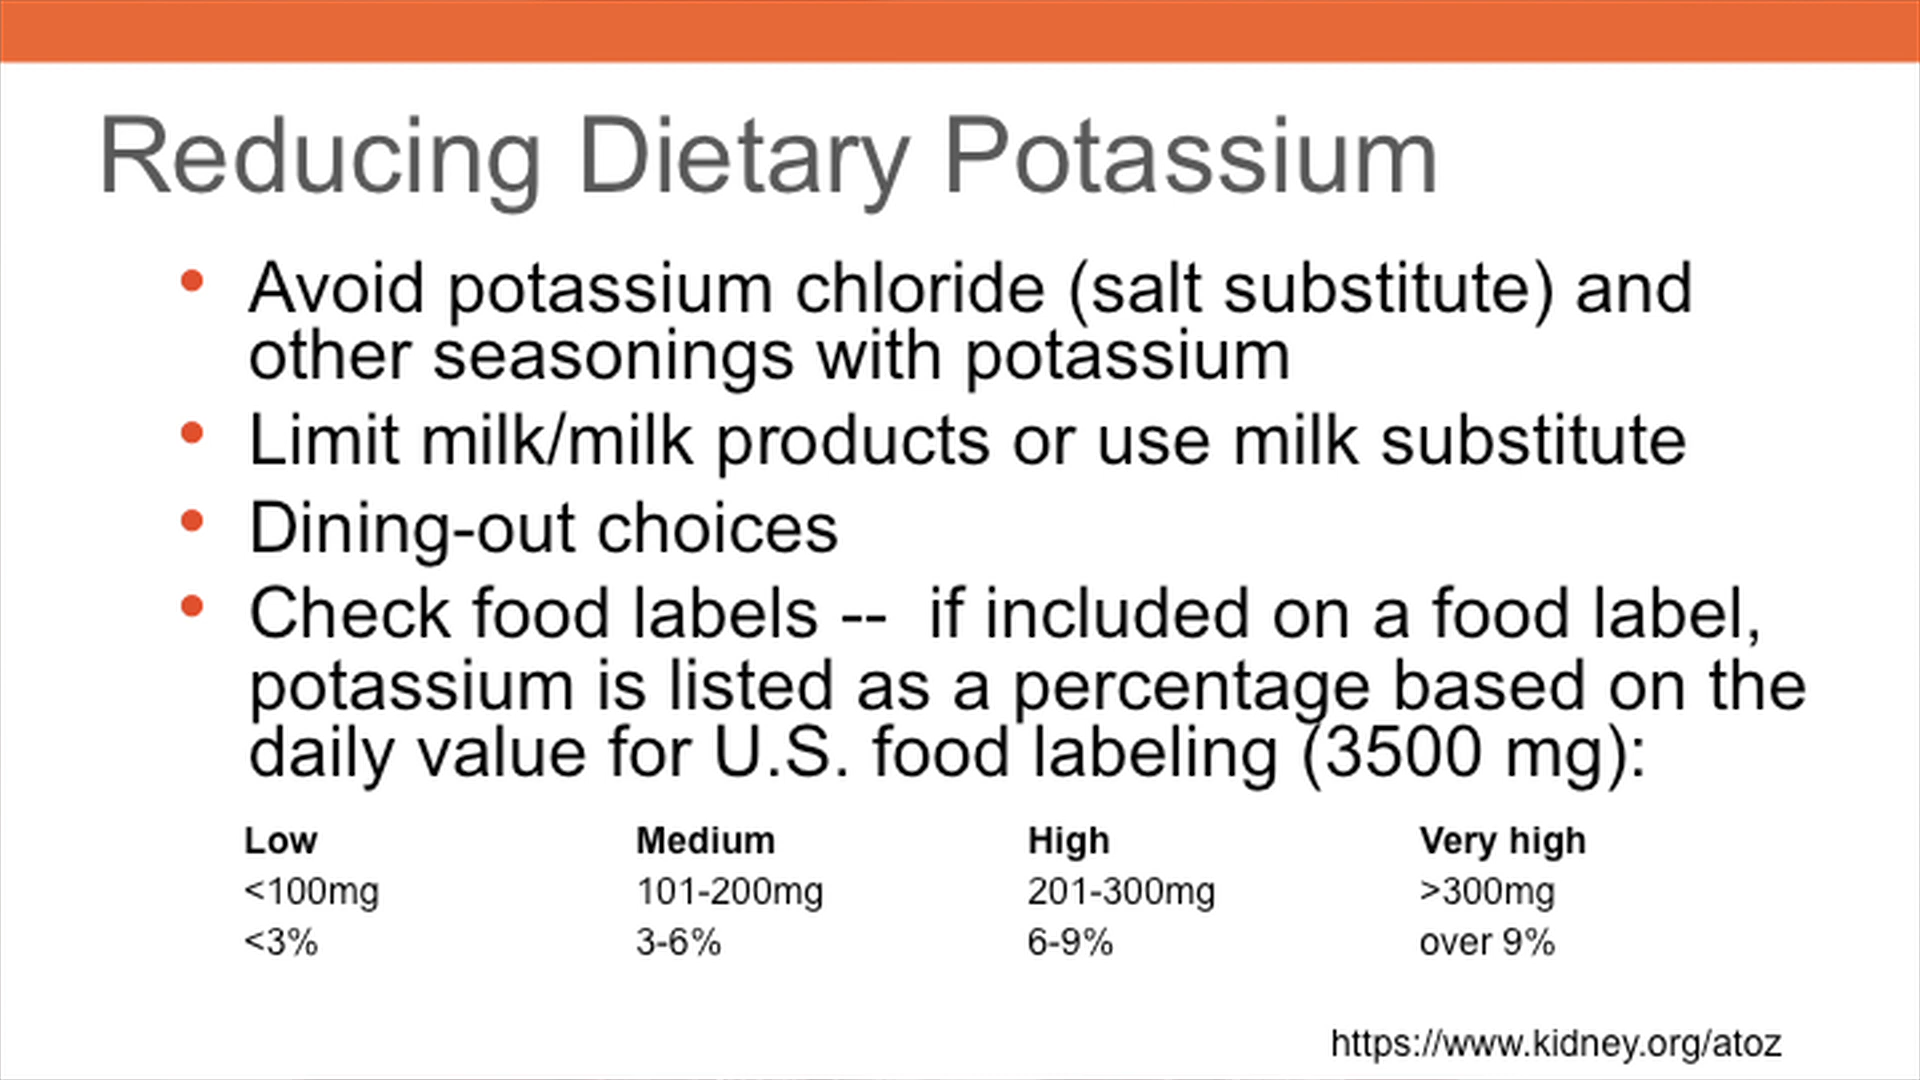 Reducing Dietary Potassium
• Avoid potassium chloride (salt substitute) and
other seasonings with potassium
• Limit milk/milk products or use milk substitute
• Dining-out choices
• Check food labels --  if included on a food label,
potassium is listed as a percentage based on the
daily value for U.S. food labeling (3500 mg):
Low Medium High Very high
<100mg 101-200mg 201-300mg >300mg
<3% 3-6% 6-9% over 9%
https://www.kidney.org/atoz